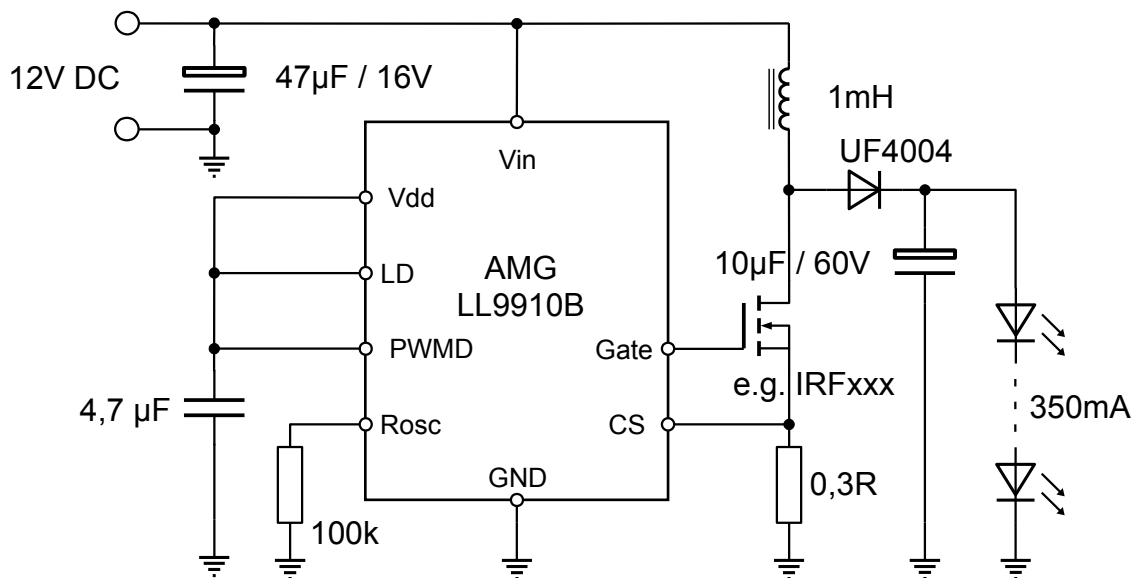 12V DC
47µF / 16V
1mH
UF4004
Vin
Vdd
LD
AMG
LL9910B
10µF / 60V
PWMD
Gate
e.g. IRFxxx
4,7 µF
Rosc
CS
350mA
GND
0,3R
100k